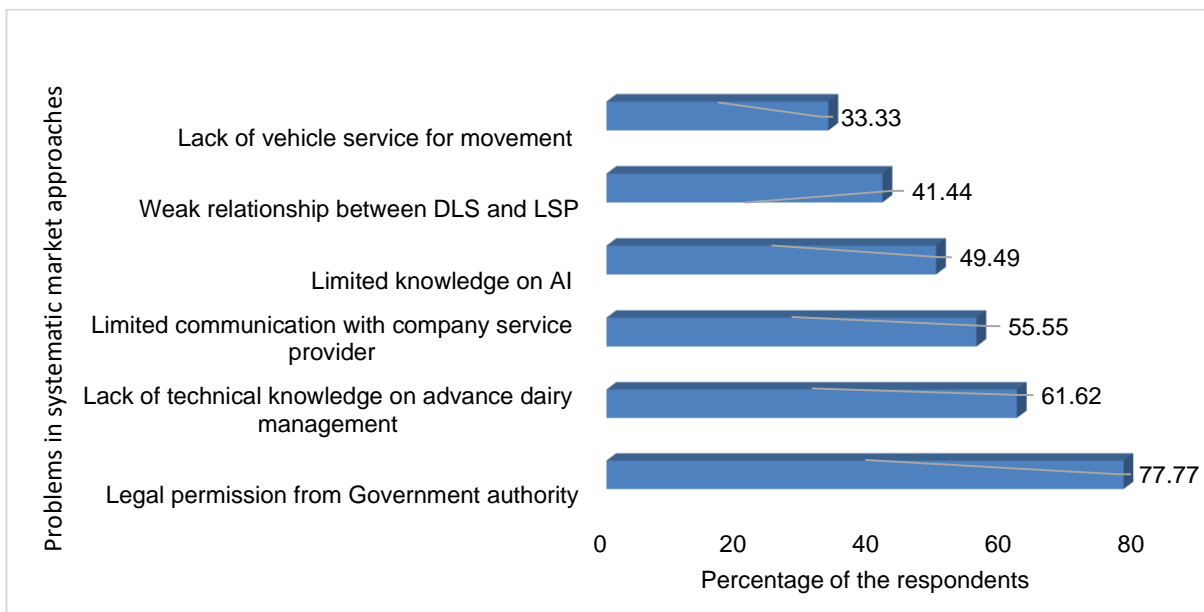 Problems in systematic market approaches
Lack of vehicle service for movement
33.33
Weak relationship between DLS and LSP
41.44
Limited knowledge on AI
49.49
Limited communication with company service
provider
55.55
Lack of technical knowledge on advance dairy
management
61.62
Legal permission from Government authority
77.77
0 20 40 60 80
Percentage of the respondents